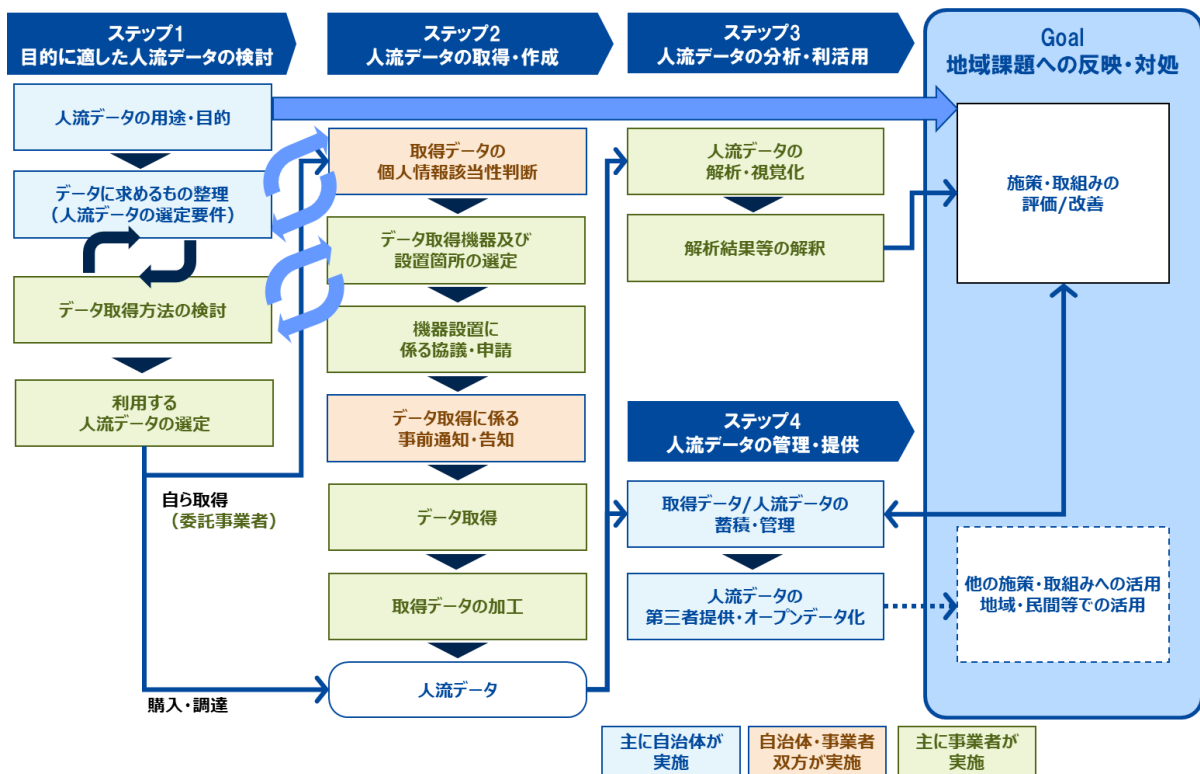 ステップ1
目的に適した人流データの検討
人流データの用途・目的
データに求めるもの整理
(人流データの選定要件)
データ取得方法の検討
利用する
人流データの選定
自ら取得
(委託事業者)
購入・調達
ステップ2
人流データの取得・作成
取得データの
個人情報該当性判断
データ取得機器及び
設置箇所の選定
機器設置に
係る協議・申請
データ取得に係る
事前通知・告知
データ取得
取得データの加工
人流データ
ステップ3
人流データの分析・利活用
人流データの
解析・視覚化
解析結果等の解釈
ステップ4
人流データの管理・提供
取得データ/人流データの
蓄積・管理
人流データの
第三者提供・オープンデータ化
Goal
地域課題への反映・対処
施策・取組みの
評価/改善
他の施策・取組みへの活用
地域・民間等での活用
主に自治体が
実施
自治体・事業者
双方が実施
主に事業者が
実施